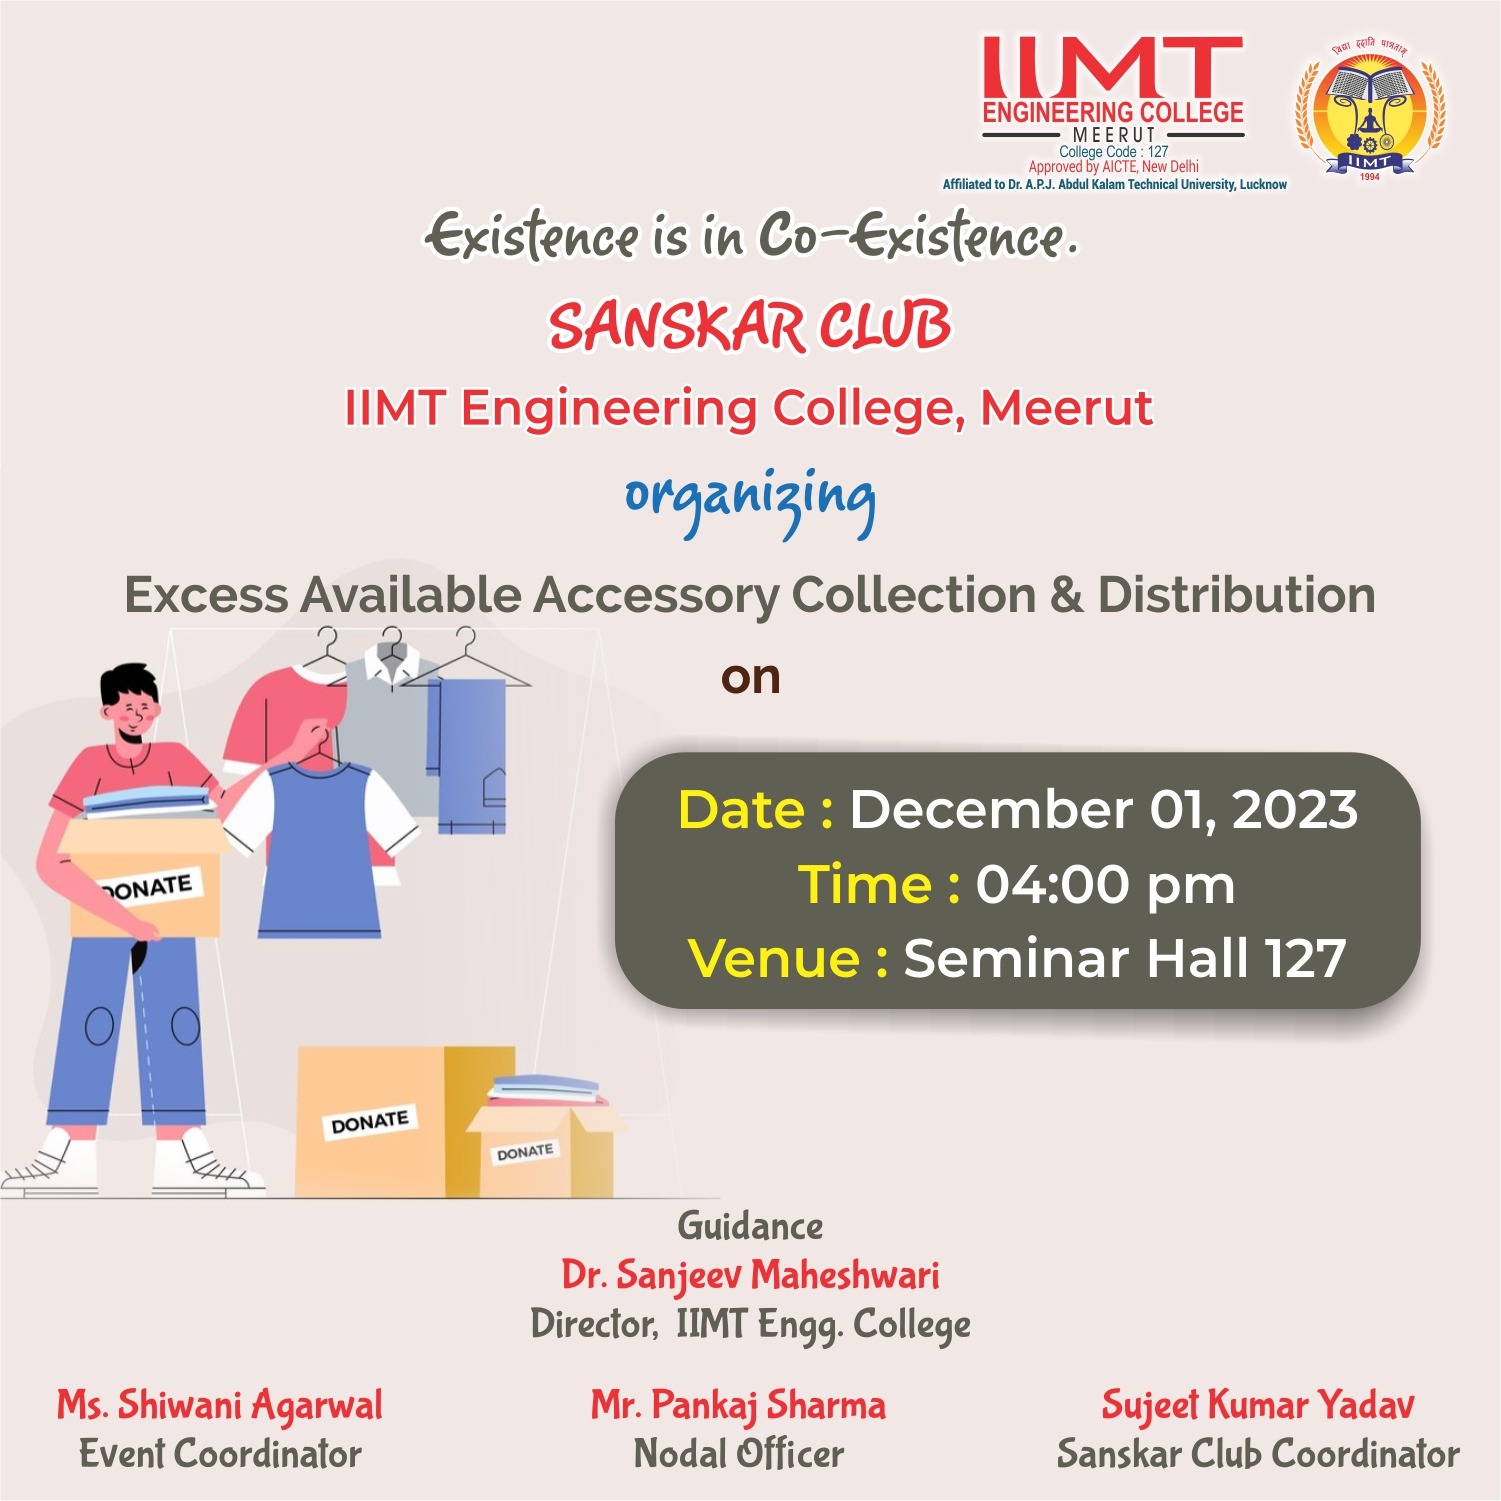 IIMT
ENGINEERING COLLEGE
MEERUT
College Code : 127
Approved by AICTE, New Delhi
Affiliated to Dr. A.P.J. Abdul Kalam Technical University, Lucknow
विद्या ददाति पात्रताम्
IIMT
1994
Existence is in Co-Existence.
SANSKAR CLUB
IIMT Engineering College, Meerut
organizing
Excess Available Accessory Collection & Distribution
on
Date : December 01, 2023
Time : 04:00 pm
Venue : Seminar Hall 127
DONATE
DONATE
DONATE
Guidance
Dr. Sanjeev Maheshwari
Director, IIMT Engg. College
Ms. Shiwani Agarwal
Event Coordinator
Mr. Pankaj Sharma
Nodal Officer
Sujeet Kumar Yadav
Sanskar Club Coordinator